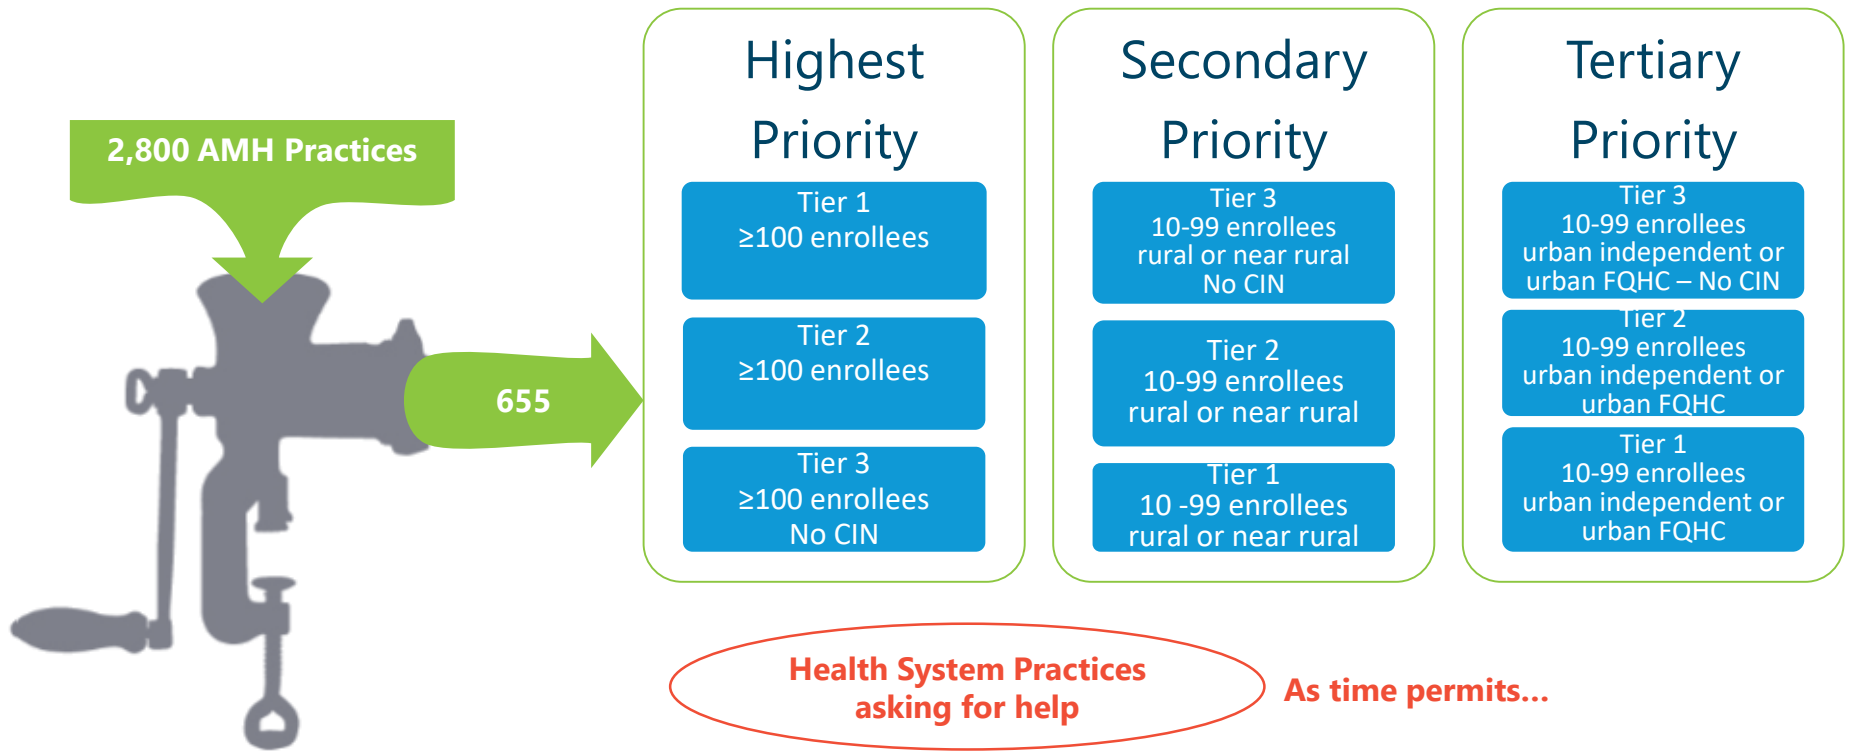 2,800 AMH Practices
655
Highest
Priority
Tier 1
≥100 enrollees
Tier 2
≥100 enrollees
Tier 3
≥100 enrollees
No CIN
Secondary
Priority
Tier 3
10-99 enrollees
rural or near rural
No CIN
Tier 2
10-99 enrollees
rural or near rural
Tier 1
10 -99 enrollees
rural or near rural
Tertiary
Priority
Tier 3
10-99 enrollees
urban independent or
urban FQHC – No CIN
Tier 2
10-99 enrollees
urban independent or
urban FQHC
Tier 1
10-99 enrollees
urban independent or
urban FQHC
Health System Practices
asking for help
As time permits...